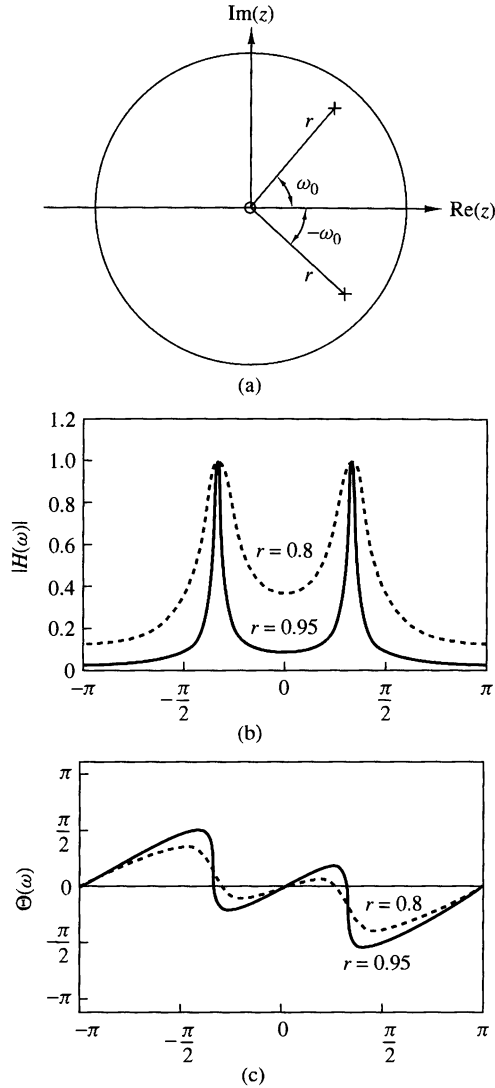 Im(z)
r
ω₀
Re(z)
−ω₀
r
(a)
1.2
1.0
0.8
0.6
0.4
0.2
0
|H(ω)|
r = 0.8
r = 0.95
−π
−π/2
0
π/2
π
(b)
π
π/2
0
−π/2
−π
Θ(ω)
r = 0.8
r = 0.95
−π
−π/2
0
π/2
π
(c)